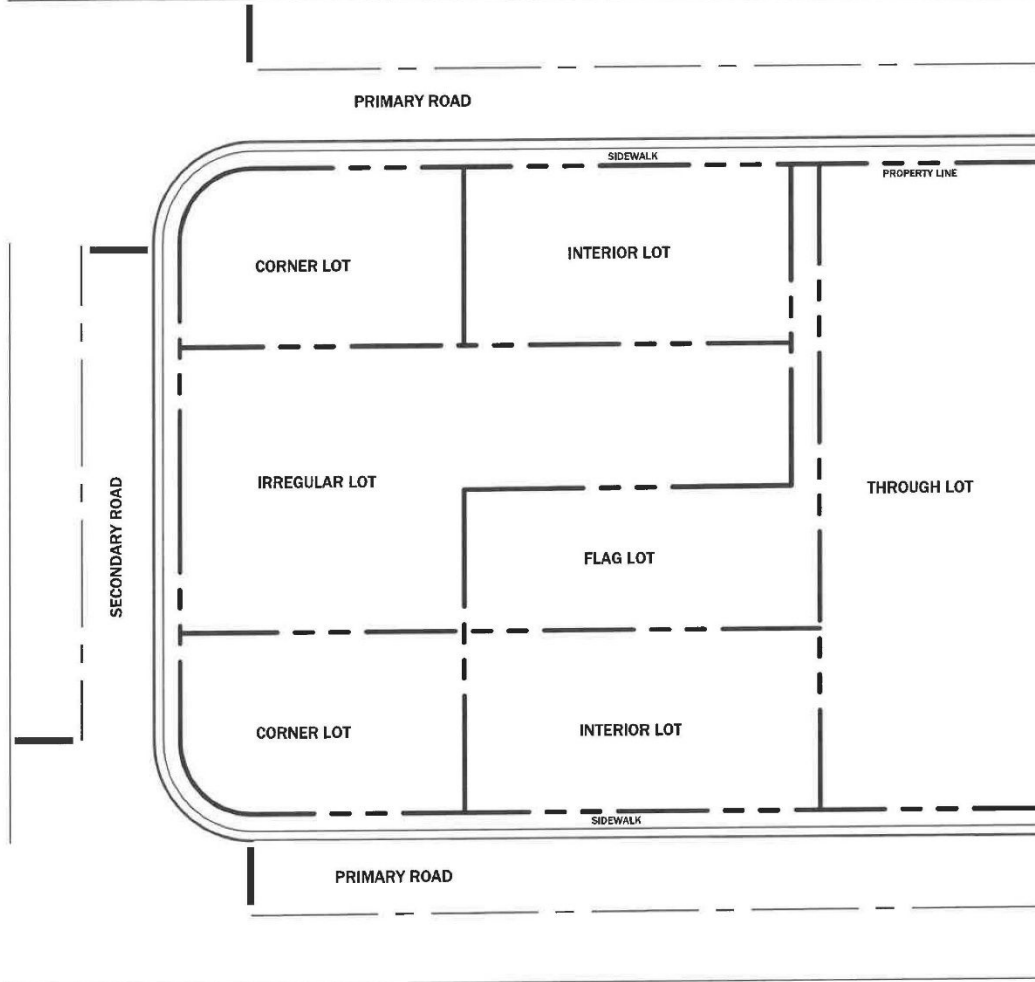 PRIMARY ROAD
SIDEWALK
PROPERTY LINE
CORNER LOT
INTERIOR LOT
IRREGULAR LOT
THROUGH LOT
SECONDARY ROAD
FLAG LOT
CORNER LOT
INTERIOR LOT
SIDEWALK
PRIMARY ROAD